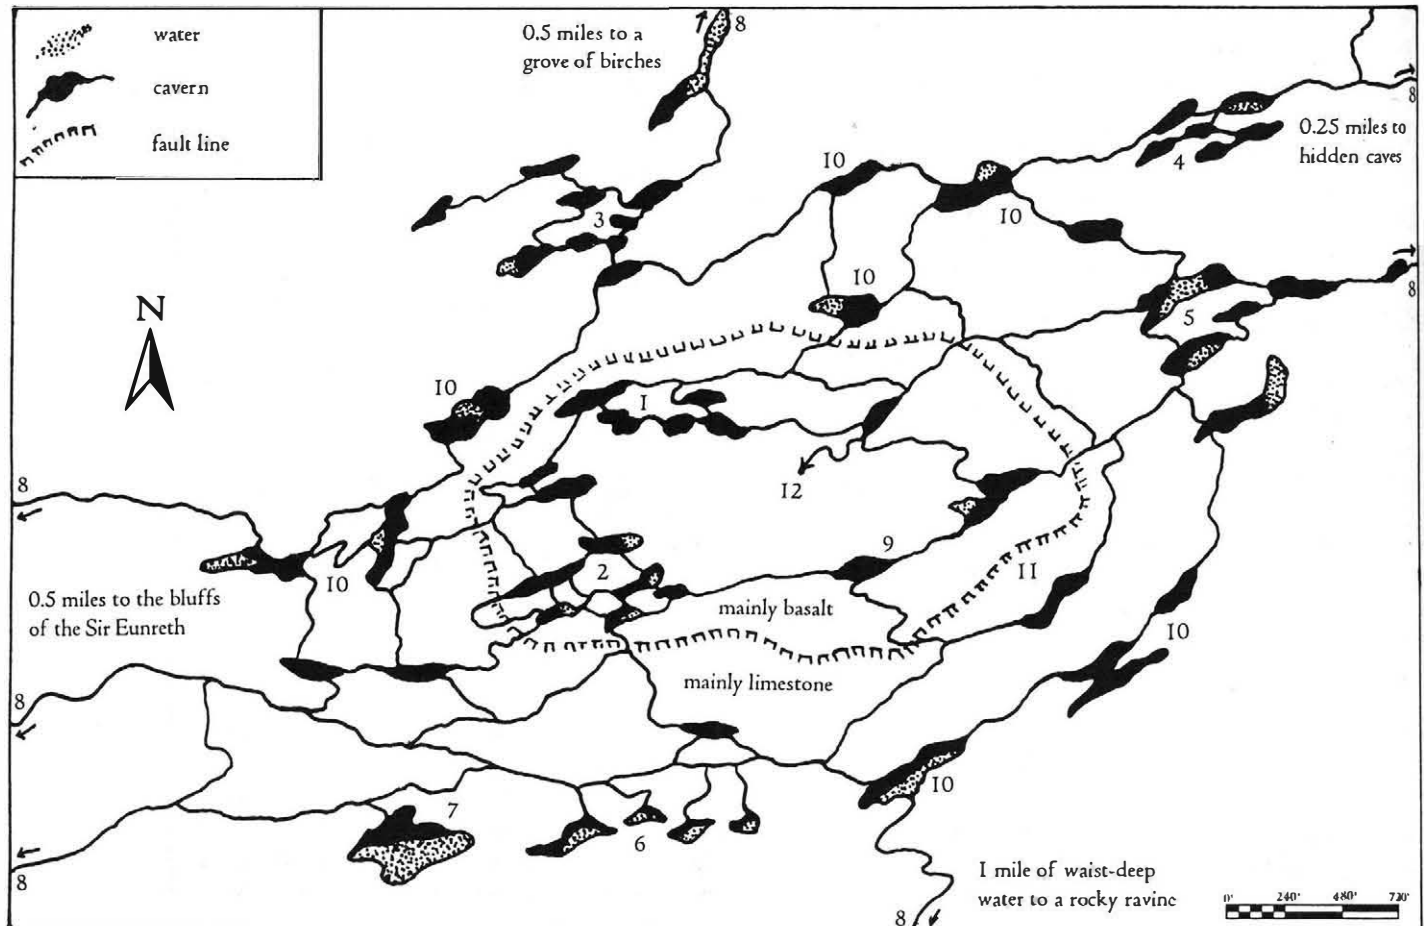 water
cavern
fault line
0.5 miles to a
grove of birches
8
8
0.25 miles to
hidden caves
4
10
10
3
10
8
5
N
10
1
12
8
9
2
11
10
0.5 miles to the bluffs
of the Sir Eunreth
mainly basalt
mainly limestone
10
8
10
7
6
8
1 mile of waist-deep
water to a rocky ravine
8
0' 240' 480' 720'